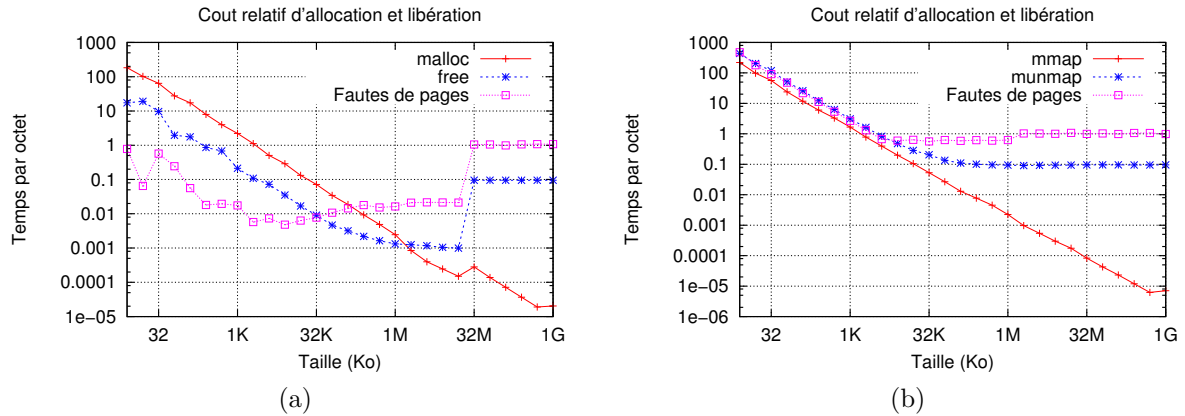 Cout relatif d'allocation et libération
1000
100
10
1
0.1
0.01
0.001
0.0001
1e−05
Temps par octet
malloc
free
Fautes de pages
32
1K
32K
1M
32M
1G
Taille (Ko)
(a)
Cout relatif d'allocation et libération
1000
100
10
1
0.1
0.01
0.001
0.0001
1e−05
1e−06
Temps par octet
mmap
munmap
Fautes de pages
32
1K
32K
1M
32M
1G
Taille (Ko)
(b)